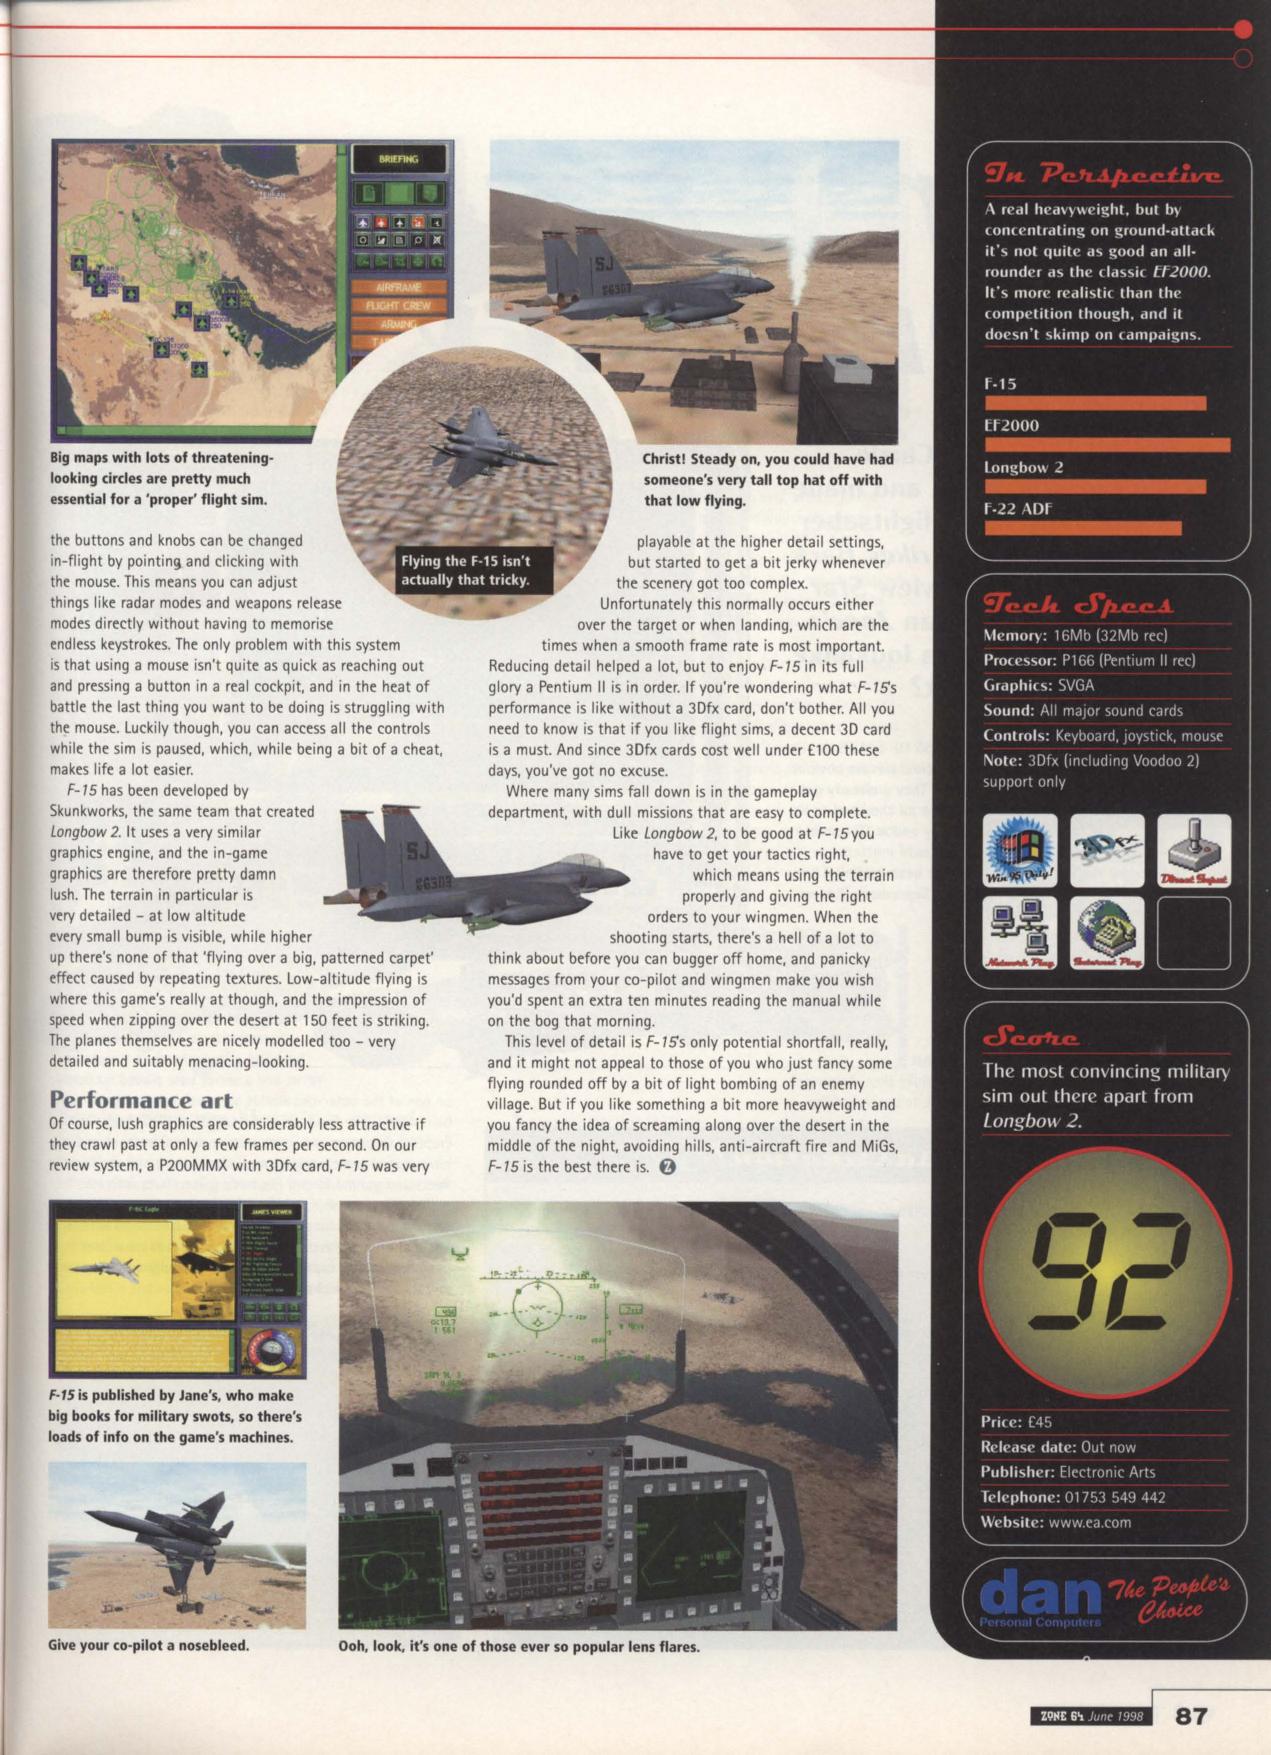 BRIEFING
AIRFRAME
FLIGHT CREW
ARMING
Big maps with lots of threatening-
looking circles are pretty much
essential for a 'proper' flight sim.
Flying the F-15 isn't
actually that tricky.
SJ
Christ! Steady on, you could have had
someone's very tall top hat off with
that low flying.
the buttons and knobs can be changed
in-flight by pointing and clicking with
the mouse. This means you can adjust
things like radar modes and weapons release
modes directly without having to memorise
endless keystrokes. The only problem with this system
is that using a mouse isn't quite as quick as reaching out
and pressing a button in a real cockpit, and in the heat of
battle the last thing you want to be doing is struggling with
the mouse. Luckily though, you can access all the controls
while the sim is paused, which, while being a bit of a cheat,
makes life a lot easier.
F-15 has been developed by
Skunkworks, the same team that created
Longbow 2. It uses a very similar
graphics engine, and the in-game
graphics are therefore pretty damn
lush. The terrain in particular is
very detailed – at low altitude
every small bump is visible, while higher
up there's none of that 'flying over a big, patterned carpet'
effect caused by repeating textures. Low-altitude flying is
where this game's really at though, and the impression of
speed when zipping over the desert at 150 feet is striking.
The planes themselves are nicely modelled too – very
detailed and suitably menacing-looking.
Performance art
Of course, lush graphics are considerably less attractive if
they crawl past at only a few frames per second. On our
review system, a P200MMX with 3Dfx card, F-15 was very
SJ
playable at the higher detail settings,
but started to get a bit jerky whenever
the scenery got too complex.
Unfortunately this normally occurs either
over the target or when landing, which are the
times when a smooth frame rate is most important.
Reducing detail helped a lot, but to enjoy F-15 in its full
glory a Pentium II is in order. If you're wondering what F-15's
performance is like without a 3Dfx card, don't bother. All you
need to know is that if you like flight sims, a decent 3D card
is a must. And since 3Dfx cards cost well under £100 these
days, you've got no excuse.
Where many sims fall down is in the gameplay
department, with dull missions that are easy to complete.
Like Longbow 2, to be good at F-15 you
have to get your tactics right,
which means using the terrain
properly and giving the right
orders to your wingmen. When the
shooting starts, there's a hell of a lot to
think about before you can bugger off home, and panicky
messages from your co-pilot and wingmen make you wish
you'd spent an extra ten minutes reading the manual while
on the bog that morning.
This level of detail is F-15's only potential shortfall, really,
and it might not appeal to those of you who just fancy some
flying rounded off by a bit of light bombing of an enemy
village. But if you like something a bit more heavyweight and
you fancy the idea of screaming along over the desert in the
middle of the night, avoiding hills, anti-aircraft fire and MiGs,
F-15 is the best there is. Z
JANE'S VIEWER
F-15 is published by Jane's, who make
big books for military swots, so there's
loads of info on the game's machines.
Give your co-pilot a nosebleed.
Ooh, look, it's one of those ever so popular lens flares.
In Perspective
A real heavyweight, but by
concentrating on ground-attack
it's not quite as good an all-
rounder as the classic EF2000.
It's more realistic than the
competition though, and it
doesn't skimp on campaigns.
F-15
EF2000
Longbow 2
F-22 ADF
Tech Specs
Memory: 16Mb (32Mb rec)
Processor: P166 (Pentium II rec)
Graphics: SVGA
Sound: All major sound cards
Controls: Keyboard, joystick, mouse
Note: 3Dfx (including Voodoo 2)
support only
Win 95 Only!
3Dfx
Direct Input
Network Play
Internet Play
Score
The most convincing military
sim out there apart from
Longbow 2.
92
Price: £45
Release date: Out now
Publisher: Electronic Arts
Telephone: 01753 549 442
Website: www.ea.com
dan
Personal Computers
The People's
Choice
ZONE 64 June 1998
87